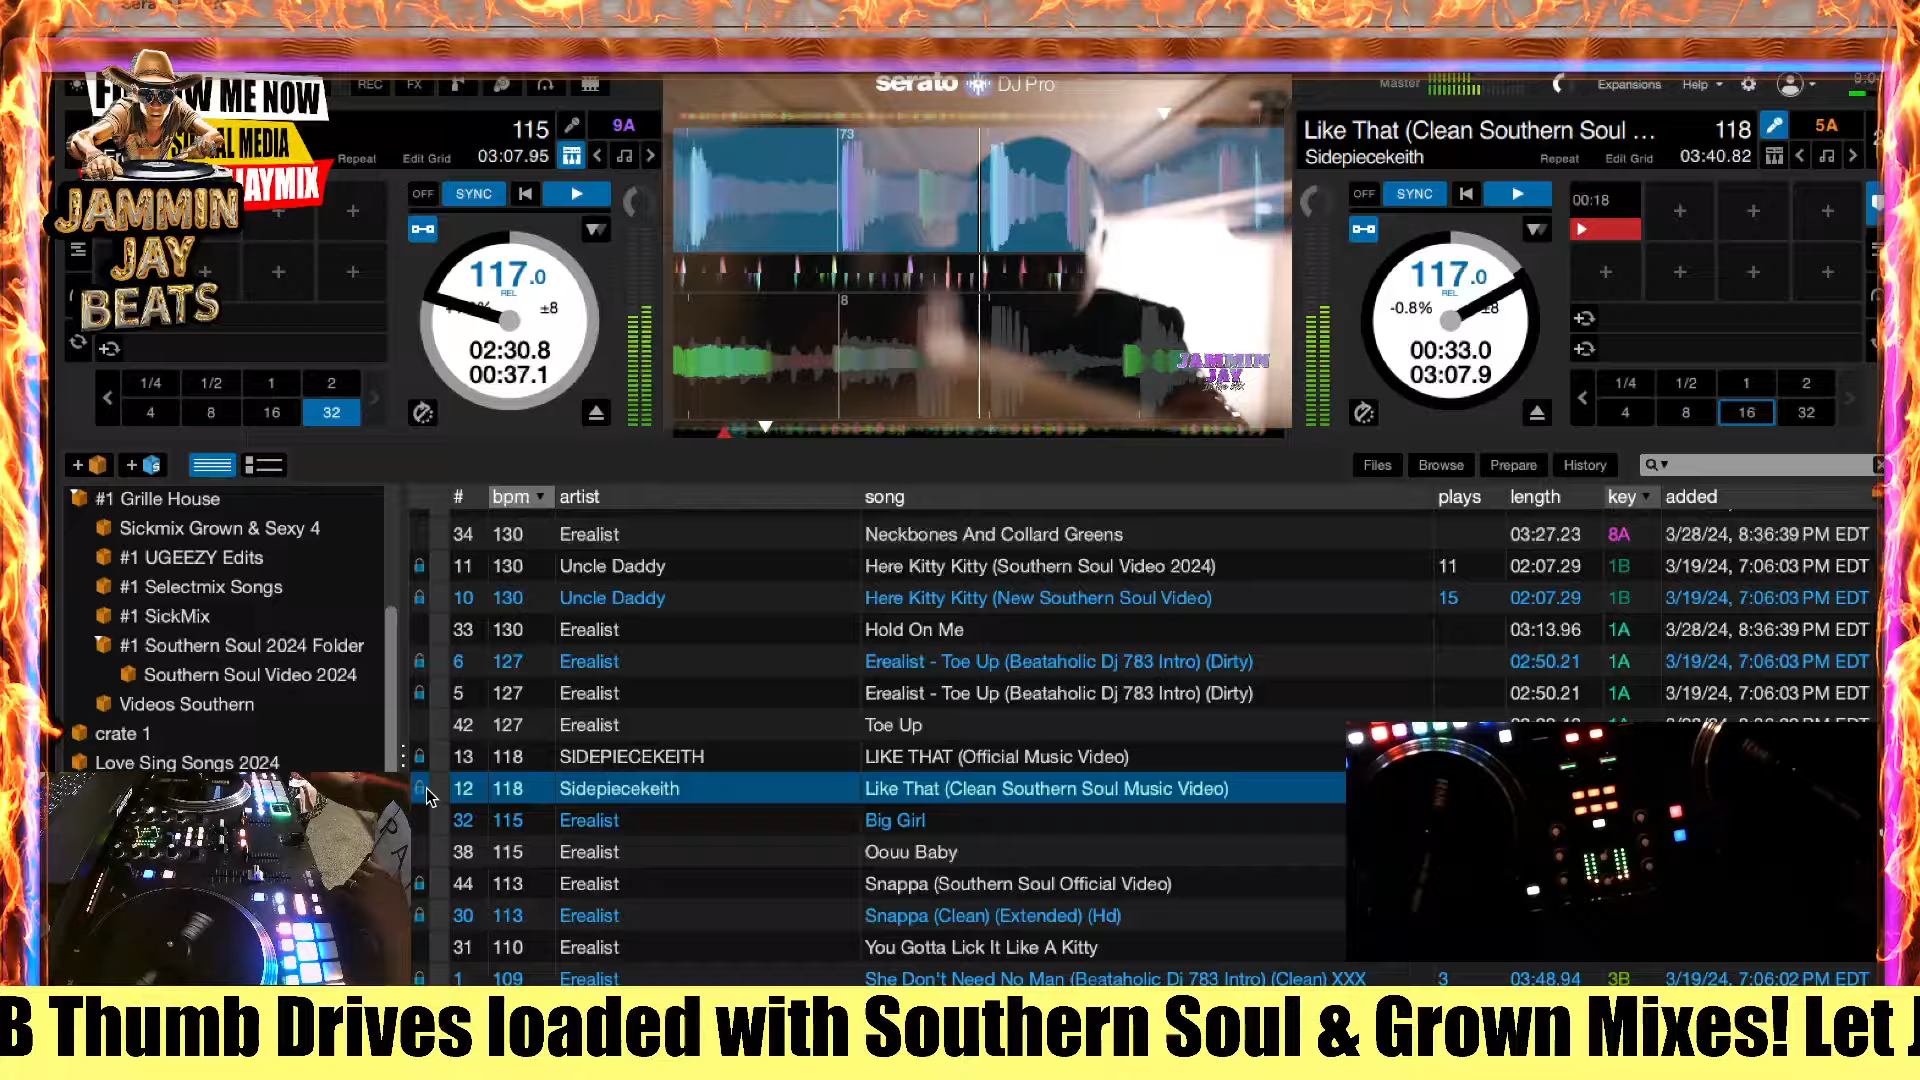 FOLLOW ME NOW
SOCIAL MEDIA
JAYMIX
JAMMIN
JAY
BEATS
REC
FX
serato DJ Pro
Master
Expansions
Help
115
9A
Repeat
Edit Grid
03:07.95
OFF
SYNC
117.0
REL
±8
02:30.8
00:37.1
1/4 1/2 1 2
4 8 16 32
73
8
JAMMIN
JAY
Like That (Clean Southern Soul ...
118
5A
Sidepiecekeith
Repeat
Edit Grid
03:40.82
OFF
SYNC
00:18
117.0
REL
-0.8%
±8
00:33.0
03:07.9
1/4 1/2 1 2
4 8 16 32
Files
Browse
Prepare
History
#1 Grille House
Sickmix Grown & Sexy 4
#1 UGEEZY Edits
#1 Selectmix Songs
#1 SickMix
#1 Southern Soul 2024 Folder
Southern Soul Video 2024
Videos Southern
crate 1
Love Sing Songs 2024
# bpm artist song plays length key added
34 130 Erealist Neckbones And Collard Greens 03:27.23 8A 3/28/24, 8:36:39 PM EDT
11 130 Uncle Daddy Here Kitty Kitty (Southern Soul Video 2024) 11 02:07.29 1B 3/19/24, 7:06:03 PM EDT
10 130 Uncle Daddy Here Kitty Kitty (New Southern Soul Video) 15 02:07.29 1B 3/19/24, 7:06:03 PM EDT
33 130 Erealist Hold On Me 03:13.96 1A 3/28/24, 8:36:39 PM EDT
6 127 Erealist Erealist - Toe Up (Beataholic Dj 783 Intro) (Dirty) 02:50.21 1A 3/19/24, 7:06:03 PM EDT
5 127 Erealist Erealist - Toe Up (Beataholic Dj 783 Intro) (Dirty) 02:50.21 1A 3/19/24, 7:06:03 PM EDT
42 127 Erealist Toe Up
13 118 SIDEPIECEKEITH LIKE THAT (Official Music Video)
12 118 Sidepiecekeith Like That (Clean Southern Soul Music Video)
32 115 Erealist Big Girl
38 115 Erealist Oouu Baby
44 113 Erealist Snappa (Southern Soul Official Video)
30 113 Erealist Snappa (Clean) (Extended) (Hd)
31 110 Erealist You Gotta Lick It Like A Kitty
1 109 Erealist She Don't Need No Man (Beataholic Dj 783 Intro) (Clean) XXX 3 03:48.94 3B 3/19/24, 7:06:02 PM EDT
B Thumb Drives loaded with Southern Soul & Grown Mixes! Let J